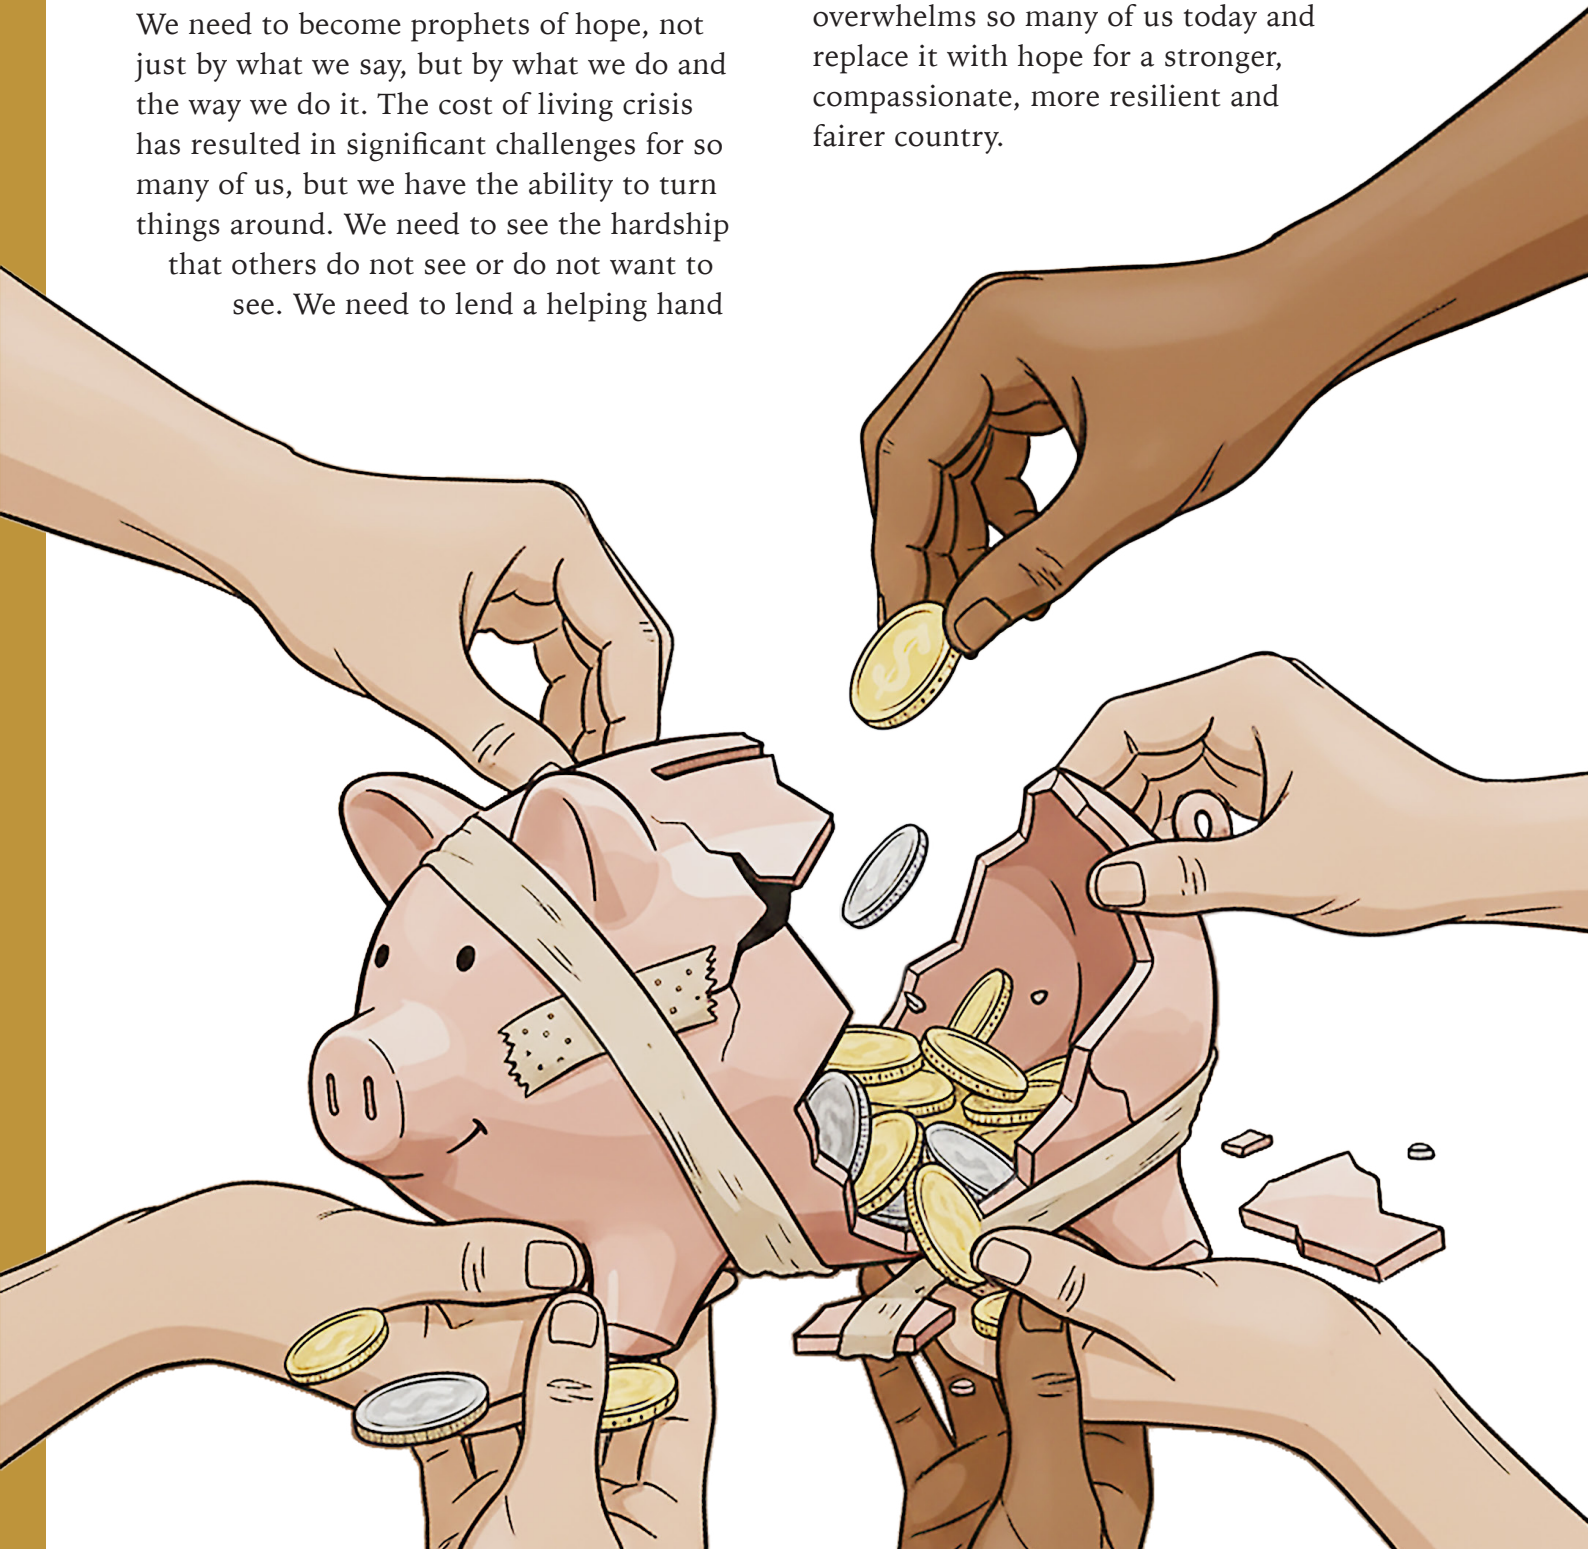 We need to become prophets of hope, not
just by what we say, but by what we do and
the way we do it. The cost of living crisis
has resulted in significant challenges for so
many of us, but we have the ability to turn
things around. We need to see the hardship
that others do not see or do not want to
see. We need to lend a helping hand
overwhelms so many of us today and
replace it with hope for a stronger,
compassionate, more resilient and
fairer country.